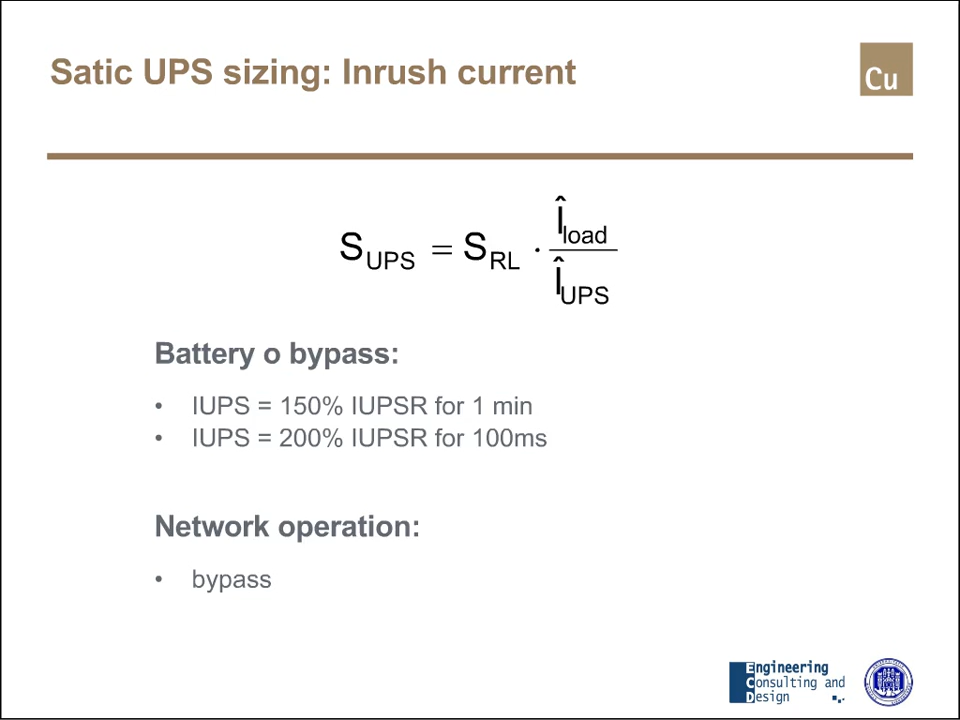 Satic UPS sizing: Inrush current
Cu
S_UPS = S_RL · Î_load / Î_UPS
Battery o bypass:
• IUPS = 150% IUPSR for 1 min
• IUPS = 200% IUPSR for 100ms
Network operation:
• bypass
ECD
Engineering
Consulting and
Design